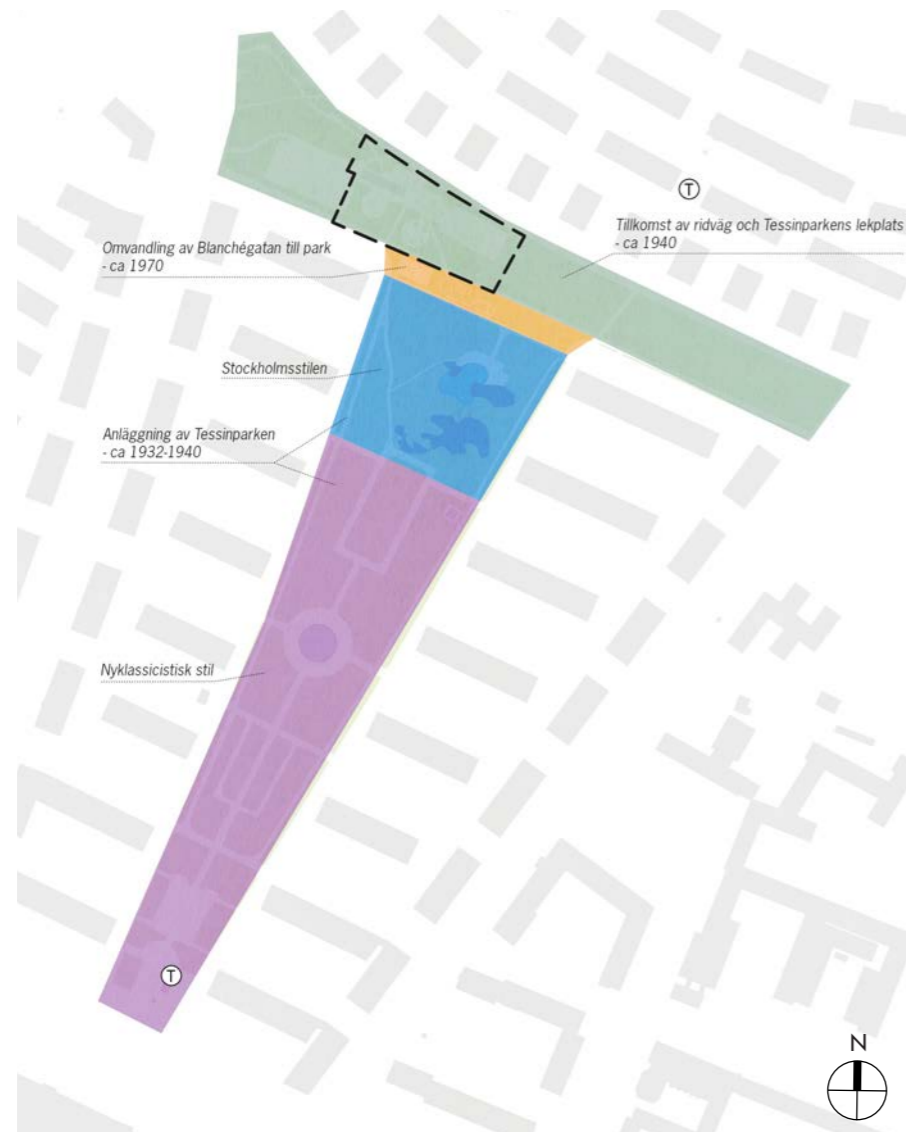 T
Tillkomst av ridväg och Tessinparkens lekplats
- ca 1940
Omvandling av Blanchégatan till park
- ca 1970
Stockholmsstilen
Anläggning av Tessinparken
- ca 1932-1940
Nyklassicistisk stil
T
N